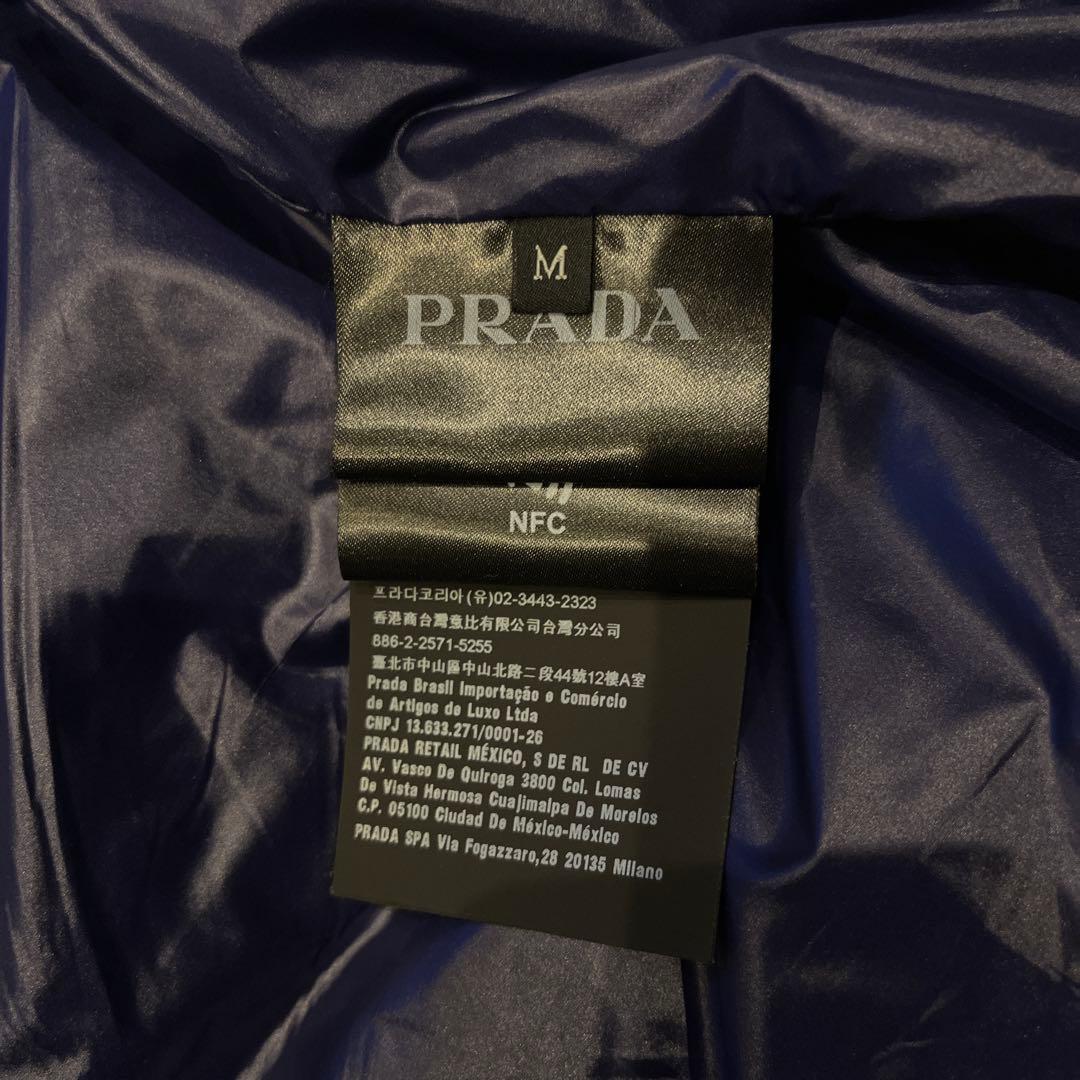 M
PRADA
NFC
프라다코리아(유)02-3443-2323
香港商台灣意比有限公司台灣分公司
886-2-2571-5255
臺北市中山區中山北路二段44號12樓A室
Prada Brasil Importação e Comércio
de Artigos de Luxo Ltda
CNPJ 13.633.271/0001-26
PRADA RETAIL MÉXICO, S DE RL DE CV
AV. Vasco De Quiroga 3800 Col. Lomas
De Vista Hermosa Cuajimalpa De Morelos
C.P. 05100 Ciudad De México-México
PRADA SPA Via Fogazzaro,28 20135 Milano